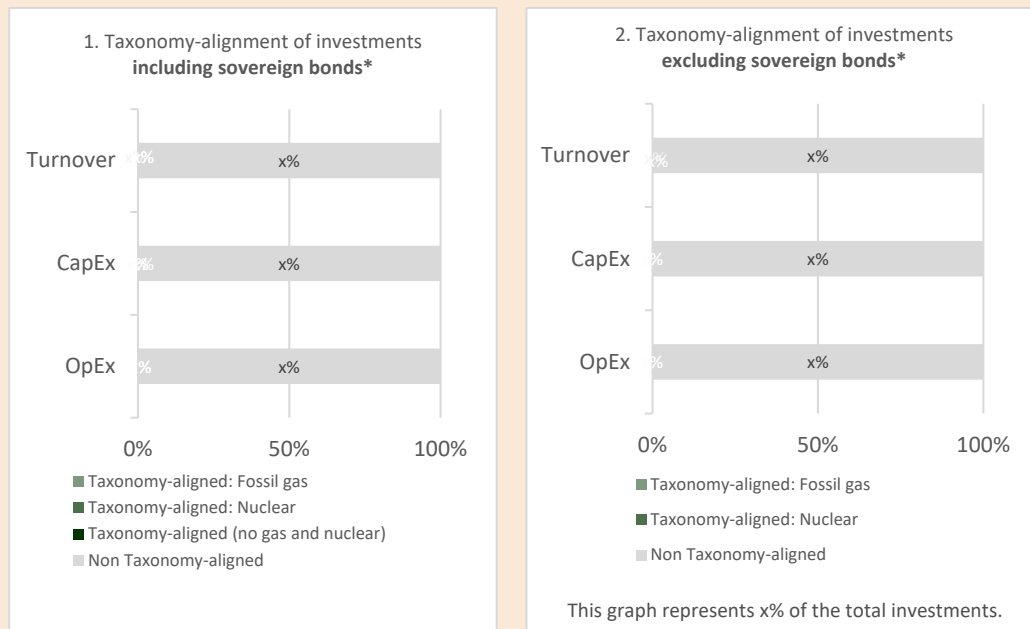 1. Taxonomy-alignment of investments
including sovereign bonds*
Turnover
x%
x%
CapEx
%
x%
OpEx
%
x%
0%
50%
100%
Taxonomy-aligned: Fossil gas
Taxonomy-aligned: Nuclear
Taxonomy-aligned (no gas and nuclear)
Non Taxonomy-aligned
2. Taxonomy-alignment of investments
excluding sovereign bonds*
Turnover
x%
x%
CapEx
%
x%
OpEx
%
x%
0%
50%
100%
Taxonomy-aligned: Fossil gas
Taxonomy-aligned: Nuclear
Non Taxonomy-aligned
This graph represents x% of the total investments.